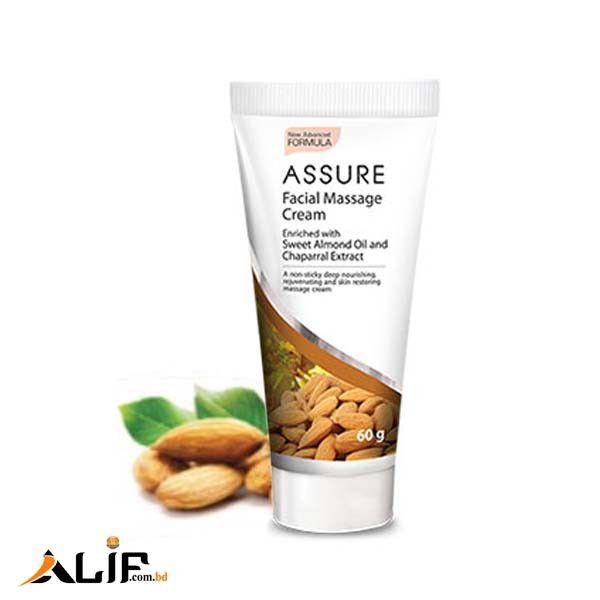 New Advanced
FORMULA
ASSURE
Facial Massage
Cream
Enriched with
Sweet Almond Oil and
Chaparral Extract
A non-sticky deep nourishing,
rejuvenating and skin restoring
massage cream
60 g
ALIF.com.bd